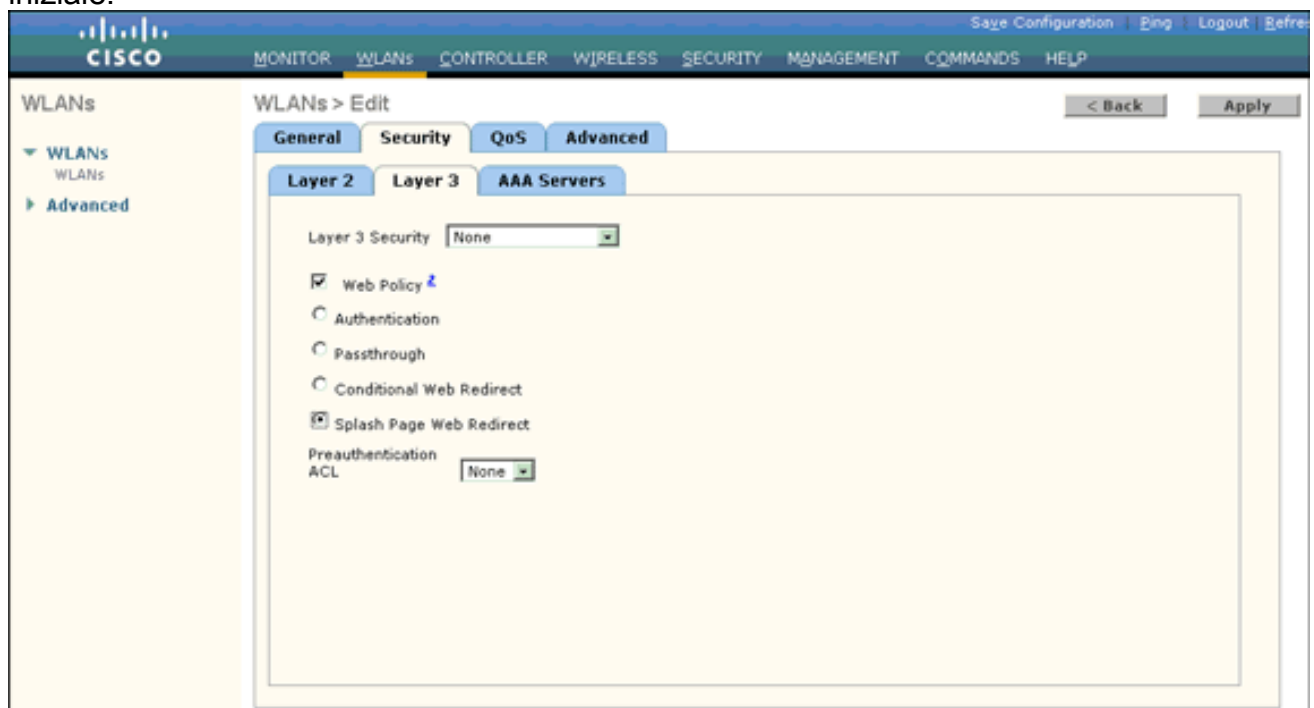 iniziale.
Save Configuration | Ping | Logout | Refre
CISCO
MONITOR WLANs CONTROLLER WIRELESS SECURITY MANAGEMENT COMMANDS HELP
WLANs
WLANs
WLANs
Advanced
WLANs > Edit
< Back
Apply
General Security QoS Advanced
Layer 2 Layer 3 AAA Servers
Layer 3 Security None
Web Policy 2
Authentication
Passthrough
Conditional Web Redirect
Splash Page Web Redirect
Preauthentication
ACL None